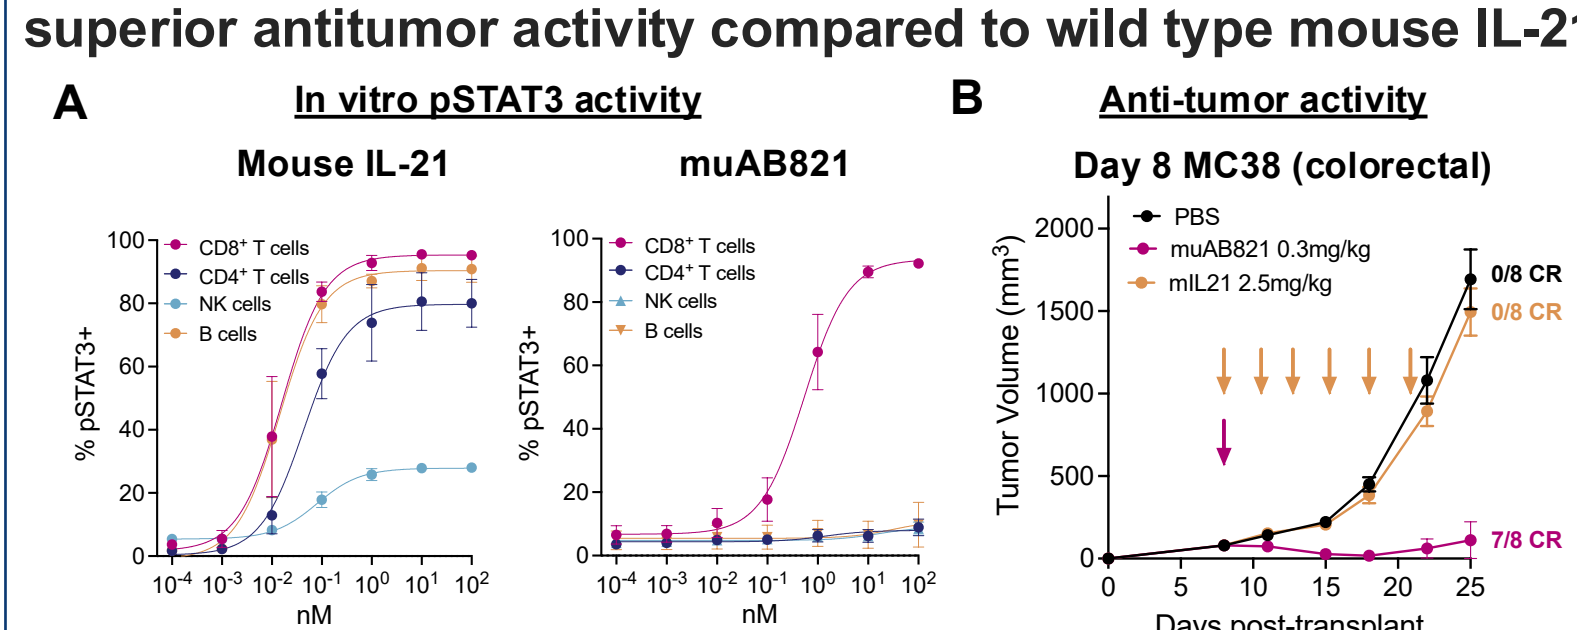 superior antitumor activity compared to wild type mouse IL-21
A
In vitro pSTAT3 activity
Mouse IL-21
% pSTAT3+
100
80
60
40
20
0
CD8+ T cells
CD4+ T cells
NK cells
B cells
10-4 10-3 10-2 10-1 100 101 102
nM
muAB821
% pSTAT3+
100
80
60
40
20
0
CD8+ T cells
CD4+ T cells
NK cells
B cells
10-4 10-3 10-2 10-1 100 101 102
nM
B
Anti-tumor activity
Day 8 MC38 (colorectal)
Tumor Volume (mm3)
2000
1500
1000
500
0
PBS
muAB821 0.3mg/kg
mIL21 2.5mg/kg
0/8 CR
0/8 CR
7/8 CR
0 5 10 15 20 25
Days post-transplant